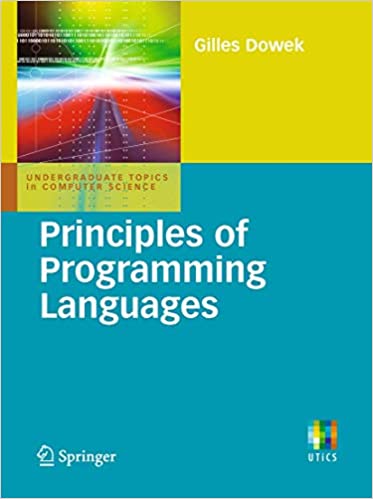 Gilles Dowek
UNDERGRADUATE TOPICS
in COMPUTER SCIENCE
Principles of
Programming
Languages
Springer
UTiCS